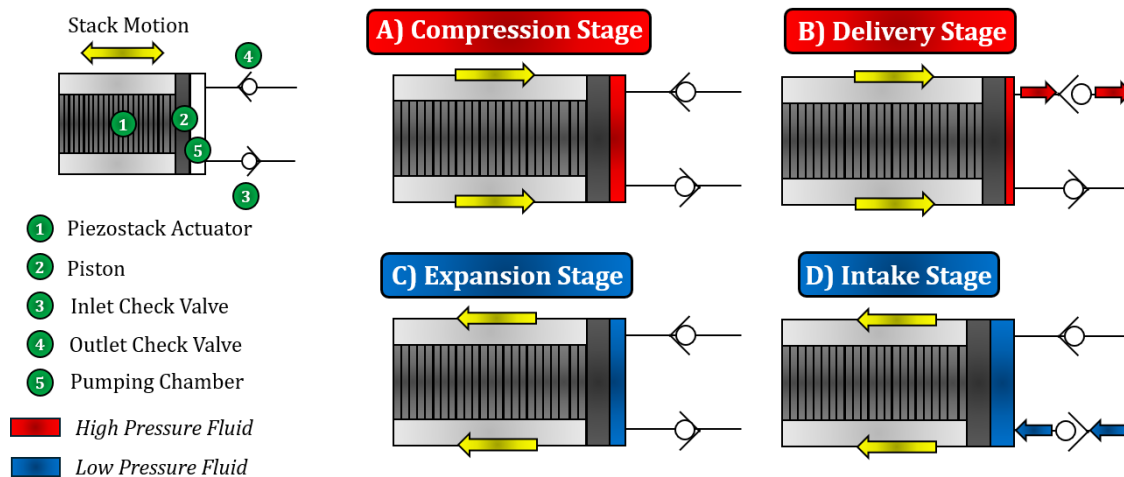 Stack Motion
4
1
2
5
3
1 Piezostack Actuator
2 Piston
3 Inlet Check Valve
4 Outlet Check Valve
5 Pumping Chamber
High Pressure Fluid
Low Pressure Fluid
A) Compression Stage
B) Delivery Stage
C) Expansion Stage
D) Intake Stage